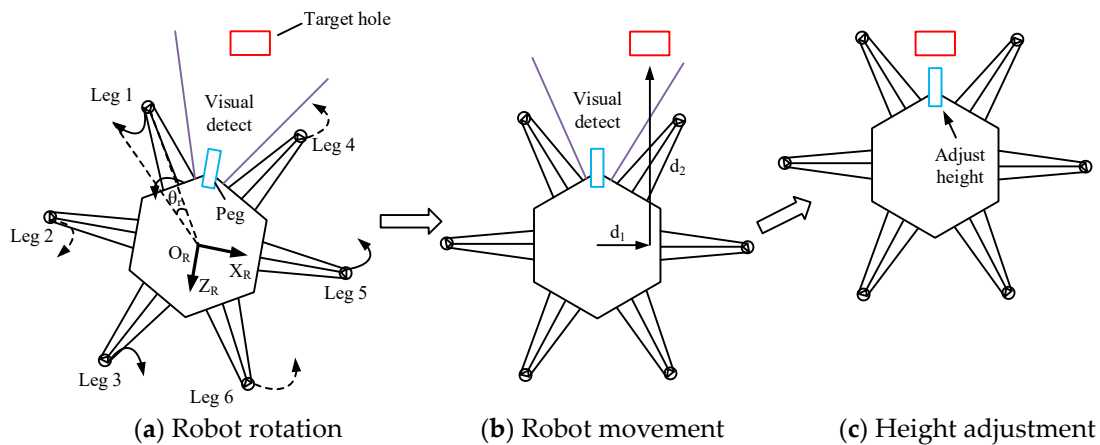 Target hole
Leg 1
Visual
detect
Leg 4
θr
Peg
Leg 2
OR
XR
ZR
Leg 5
Leg 3
Leg 6
(a) Robot rotation
Visual
detect
d2
d1
(b) Robot movement
Adjust
height
(c) Height adjustment